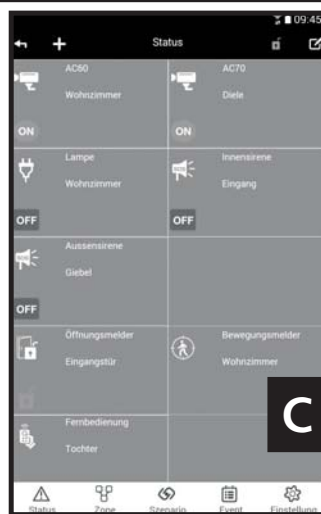 09:45
Status
AC60
Wohnzimmer
ON
AC70
Diele
ON
Lampe
Wohnzimmer
OFF
Innensirene
Eingang
OFF
Aussensirene
Giebel
OFF
Öffnungsmelder
Eingangstür
Bewegungsmelder
Wohnzimmer
Fernbedienung
Tochter
C
Status Zone Szenario Event Einstellung